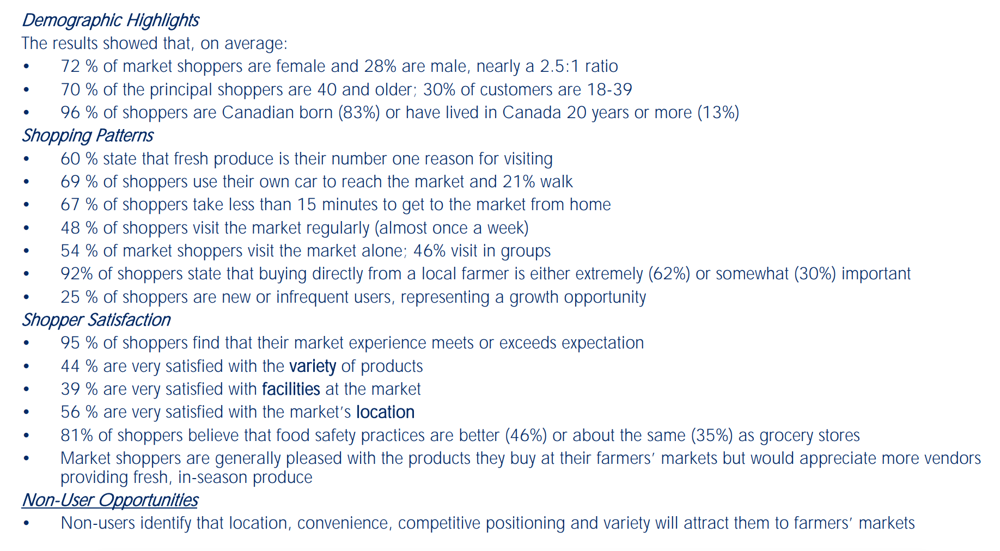 Demographic Highlights
The results showed that, on average:
• 72 % of market shoppers are female and 28% are male, nearly a 2.5:1 ratio
• 70 % of the principal shoppers are 40 and older; 30% of customers are 18-39
• 96 % of shoppers are Canadian born (83%) or have lived in Canada 20 years or more (13%)
Shopping Patterns
• 60 % state that fresh produce is their number one reason for visiting
• 69 % of shoppers use their own car to reach the market and 21% walk
• 67 % of shoppers take less than 15 minutes to get to the market from home
• 48 % of shoppers visit the market regularly (almost once a week)
• 54 % of market shoppers visit the market alone; 46% visit in groups
• 92% of shoppers state that buying directly from a local farmer is either extremely (62%) or somewhat (30%) important
• 25 % of shoppers are new or infrequent users, representing a growth opportunity
Shopper Satisfaction
• 95 % of shoppers find that their market experience meets or exceeds expectation
• 44 % are very satisfied with the variety of products
• 39 % are very satisfied with facilities at the market
• 56 % are very satisfied with the market's location
• 81% of shoppers believe that food safety practices are better (46%) or about the same (35%) as grocery stores
• Market shoppers are generally pleased with the products they buy at their farmers' markets but would appreciate more vendors
providing fresh, in-season produce
Non-User Opportunities
• Non-users identify that location, convenience, competitive positioning and variety will attract them to farmers' markets